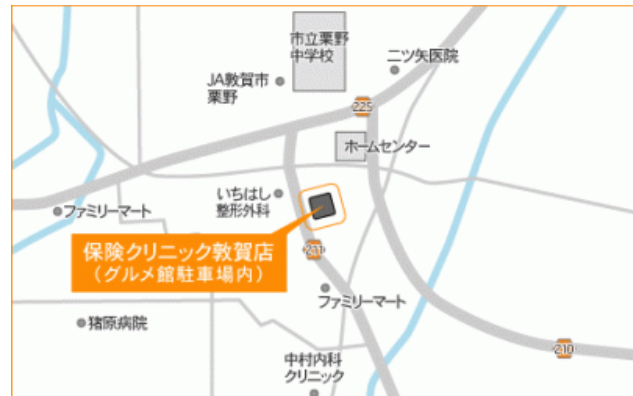 市立粟野
中学校
二ツ矢医院
JA敦賀市
粟野
225
ホームセンター
いちはし
整形外科
ファミリーマート
保険クリニック敦賀店
（グルメ館駐車場内）
211
ファミリーマート
猪原病院
210
中村内科
クリニック